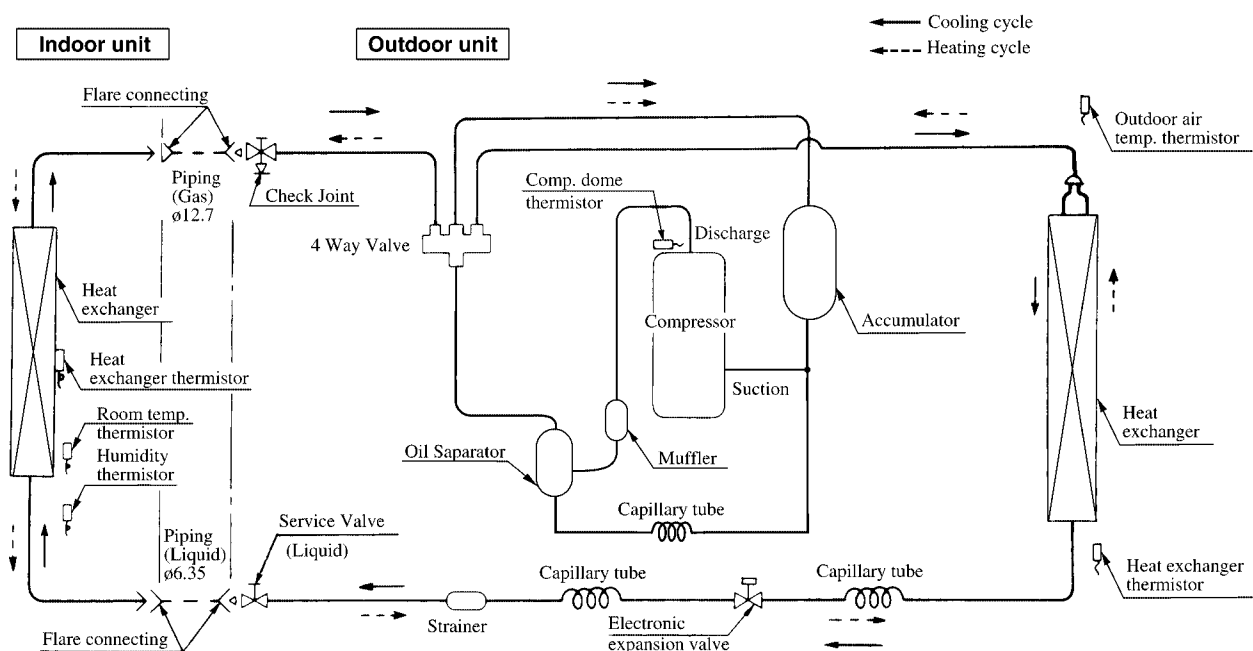 Cooling cycle
Heating cycle
Indoor unit
Outdoor unit
Flare connecting
Piping
(Gas)
ø12.7
Check Joint
4 Way Valve
Comp. dome
thermistor
Discharge
Compressor
Suction
Accumulator
Outdoor air
temp. thermistor
Heat
exchanger
Heat
exchanger thermistor
Room temp.
thermistor
Humidity
thermistor
Oil Saparator
Muffler
Capillary tube
Heat
exchanger
Piping
(Liquid)
ø6.35
Service Valve
(Liquid)
Flare connecting
Strainer
Capillary tube
Electronic
expansion valve
Capillary tube
Heat exchanger
thermistor